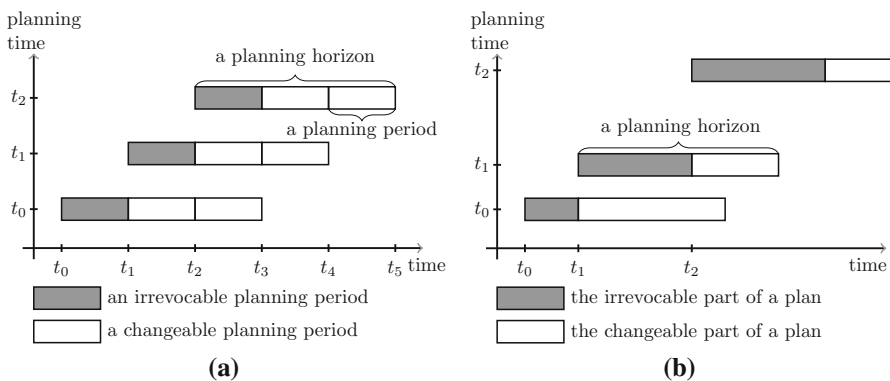 planning
time
a planning horizon
t2
a planning period
t1
t0
t0 t1 t2 t3 t4 t5 time
an irrevocable planning period
a changeable planning period
(a)
planning
time
t2
a planning horizon
t1
t0
t0 t1 t2 time
the irrevocable part of a plan
the changeable part of a plan
(b)